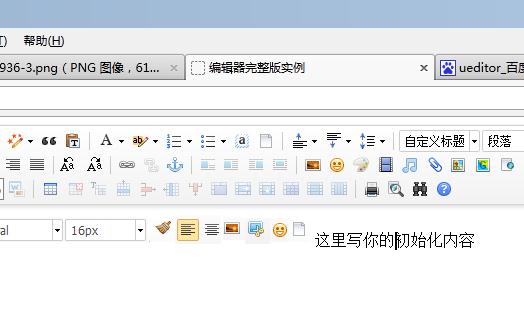 T) 帮助(H)
936-3.png（PNG 图像，61... 编辑器完整版实例 ueditor_百度
自定义标题 段落
al 16px
这里写你的初始化内容